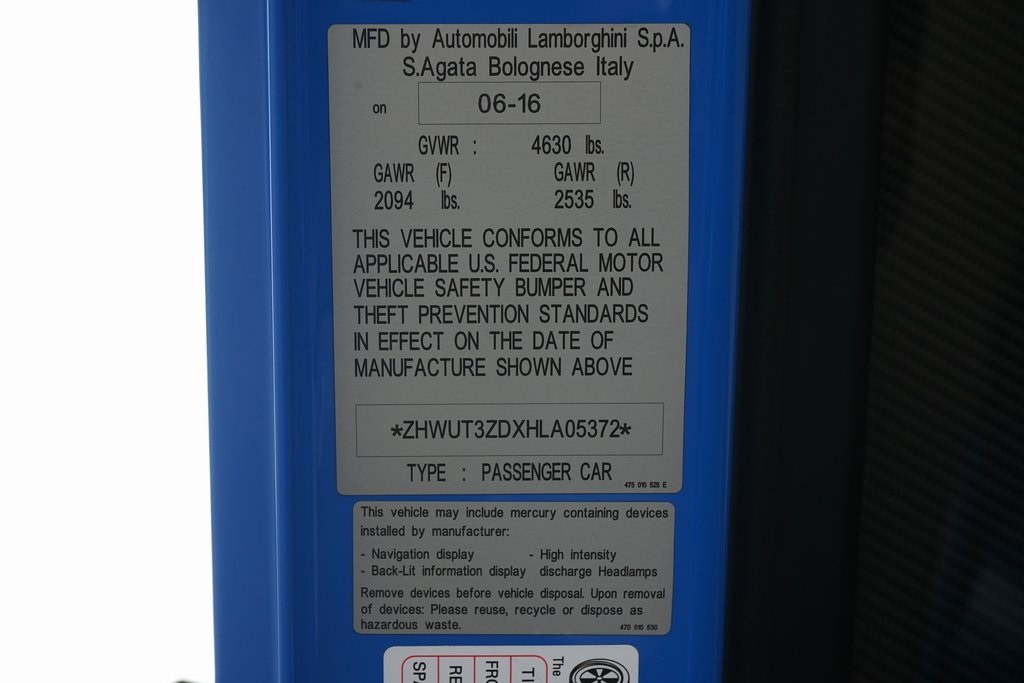 MFD by Automobili Lamborghini S.p.A.
S.Agata Bolognese Italy
on 06-16
GVWR : 4630 lbs.
GAWR (F) GAWR (R)
2094 lbs. 2535 lbs.
THIS VEHICLE CONFORMS TO ALL
APPLICABLE U.S. FEDERAL MOTOR
VEHICLE SAFETY BUMPER AND
THEFT PREVENTION STANDARDS
IN EFFECT ON THE DATE OF
MANUFACTURE SHOWN ABOVE
*ZHWUT3ZDXHLA05372*
TYPE : PASSENGER CAR
475 010 525 E
This vehicle may include mercury containing devices
installed by manufacturer:
- Navigation display - High intensity
- Back-Lit information display discharge Headlamps
Remove devices before vehicle disposal. Upon removal
of devices: Please reuse, recycle or dispose as
hazardous waste.
470 010 530
The